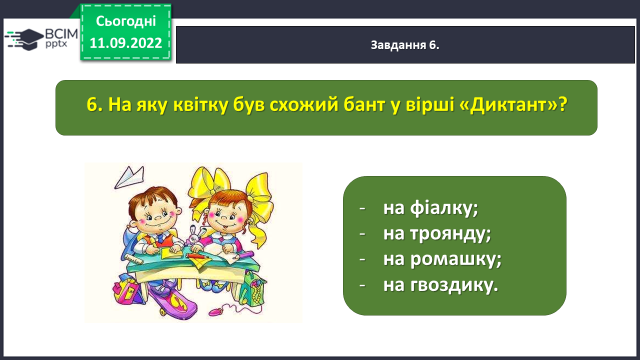 ВСІМ
pptx
Сьогодні
11.09.2022
Завдання 6.
6. На яку квітку був схожий бант у вірші «Диктант»?
- на фіалку;
- на троянду;
- на ромашку;
- на гвоздику.